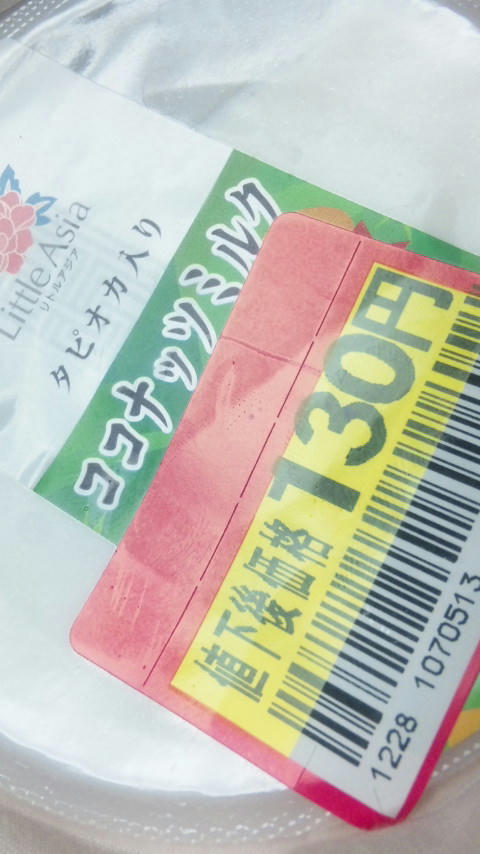 Little Asia
リトルアジア
タピオカ入り
ココナッツミルク
値下後価格
130円
1228 1070513